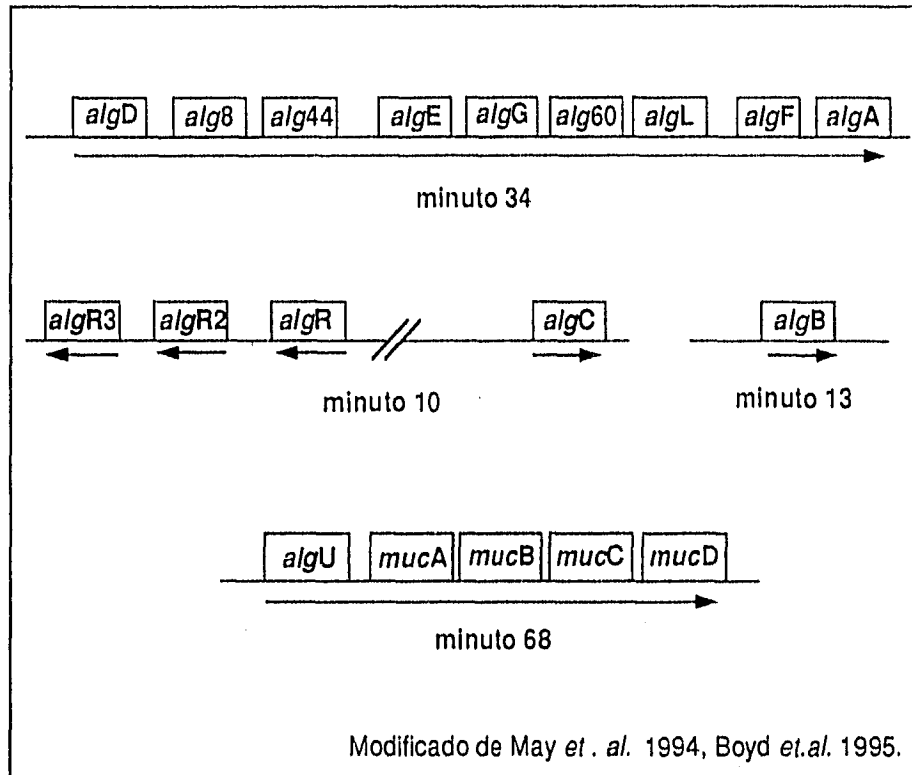 algD alg8 alg44 algE algG alg60 algL algF algA
minuto 34
algR3 algR2 algR algC algB
minuto 10 minuto 13
algU mucA mucB mucC mucD
minuto 68
Modificado de May et . al. 1994, Boyd et.al. 1995.